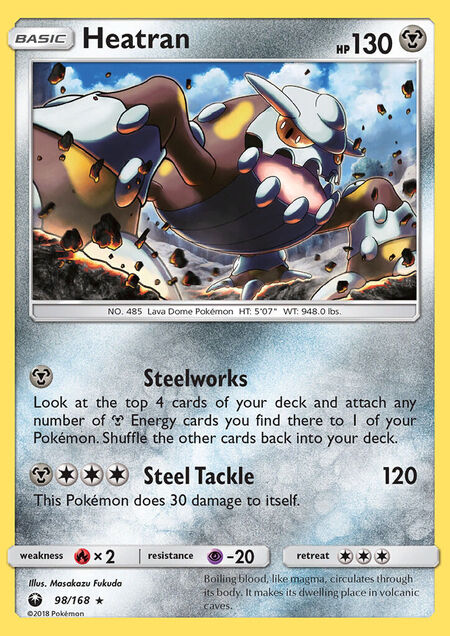 BASIC Heatran HP 130
NO. 485 Lava Dome Pokémon HT: 5'07" WT: 948.0 lbs.
Steelworks
Look at the top 4 cards of your deck and attach any
number of Energy cards you find there to 1 of your
Pokémon. Shuffle the other cards back into your deck.
Steel Tackle 120
This Pokémon does 30 damage to itself.
weakness ×2 resistance -20 retreat
Illus. Masakazu Fukuda
Boiling blood, like magma, circulates through
its body. It makes its dwelling place in volcanic
caves.
98/168 ★
©2018 Pokémon